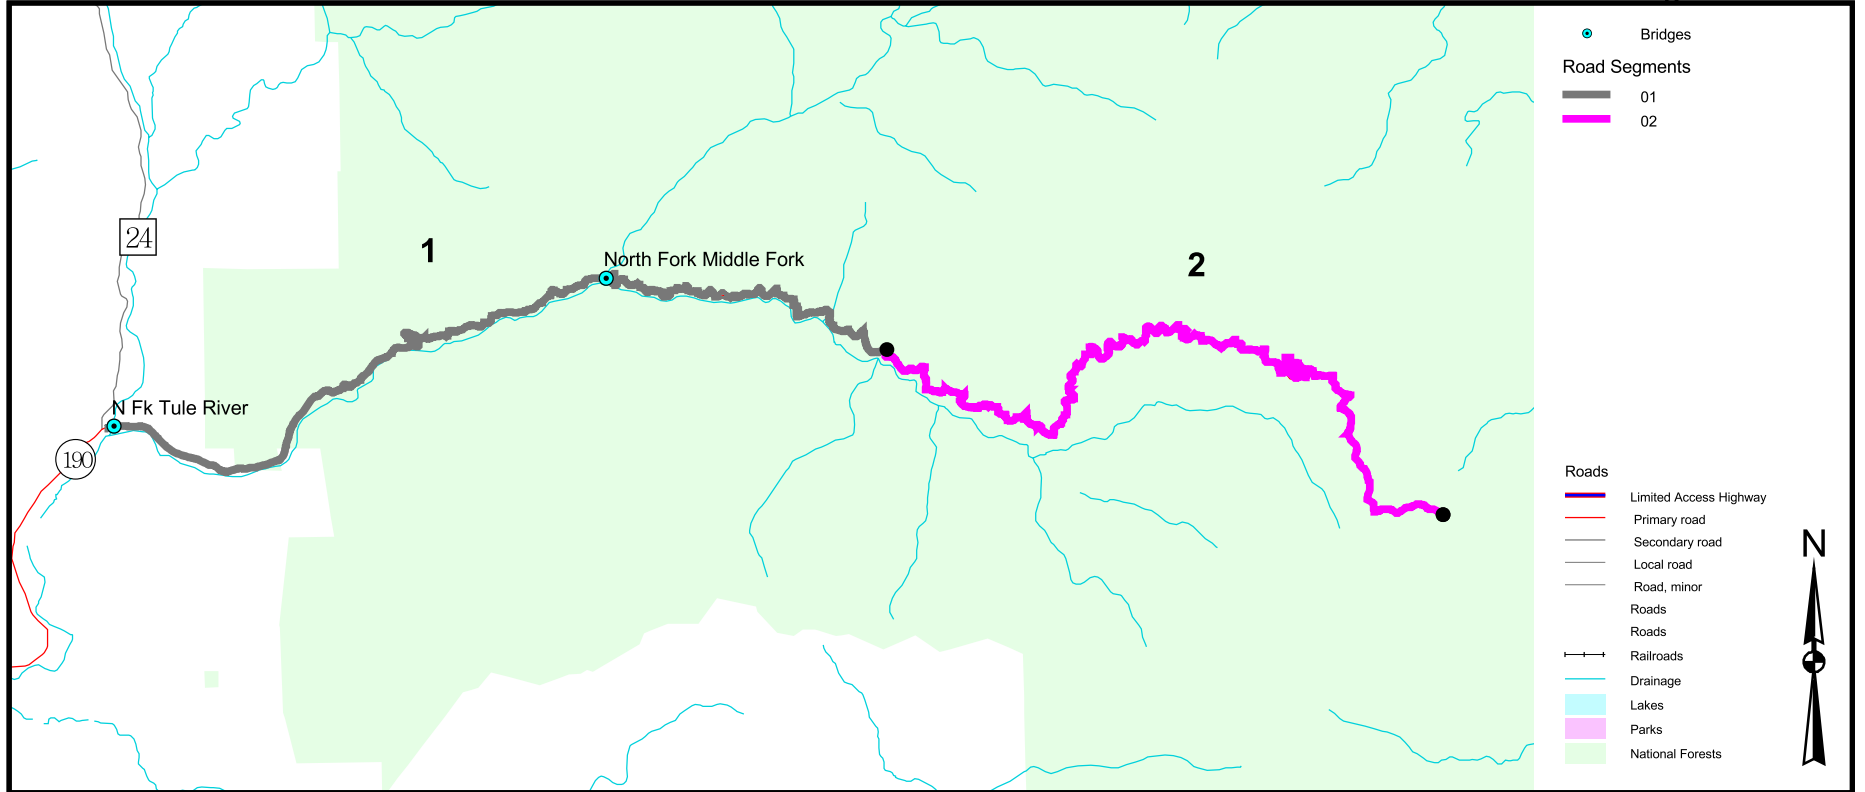 Bridges
Road Segments
01
02
24
1
North Fork Middle Fork
2
N Fk Tule River
190
Roads
Limited Access Highway
Primary road
Secondary road
Local road
Road, minor
Roads
Roads
Railroads
Drainage
Lakes
Parks
National Forests
N